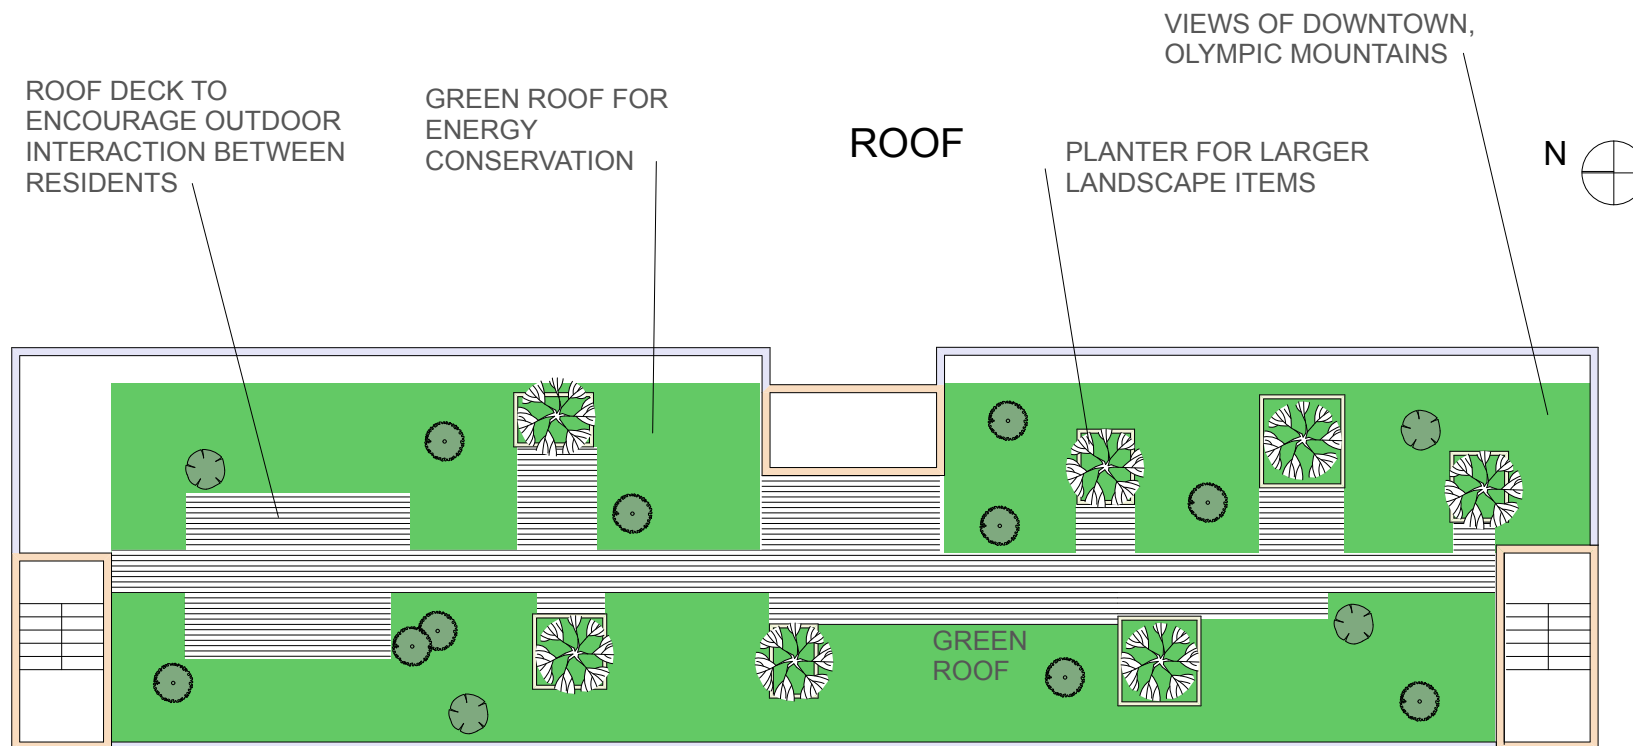 VIEWS OF DOWNTOWN,
OLYMPIC MOUNTAINS
ROOF DECK TO
ENCOURAGE OUTDOOR
INTERACTION BETWEEN
RESIDENTS
GREEN ROOF FOR
ENERGY
CONSERVATION
ROOF
PLANTER FOR LARGER
LANDSCAPE ITEMS
N
GREEN
ROOF